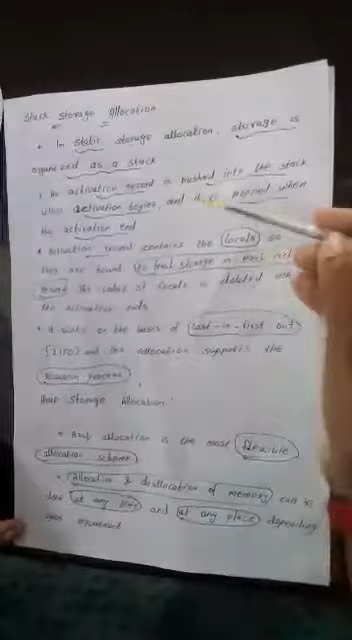 Stack Storage Allocation
• In static storage allocation, storage is
organized as a stack
• An activation record is pushed into the stack
when activation begins, and it is popped when
the activation end
• Activation record contains the locals so
they are bound to fresh storage in each
record. The value of locals is deleted when
the activation ends
• It works on the basis of last-in-first-out
(LIFO) and this allocation supports the
recursion process.
Heap Storage Allocation:
• Heap allocation is the most flexible
allocation scheme
• Allocation & deallocation of memory can be
done at any time and at any place depending
upon